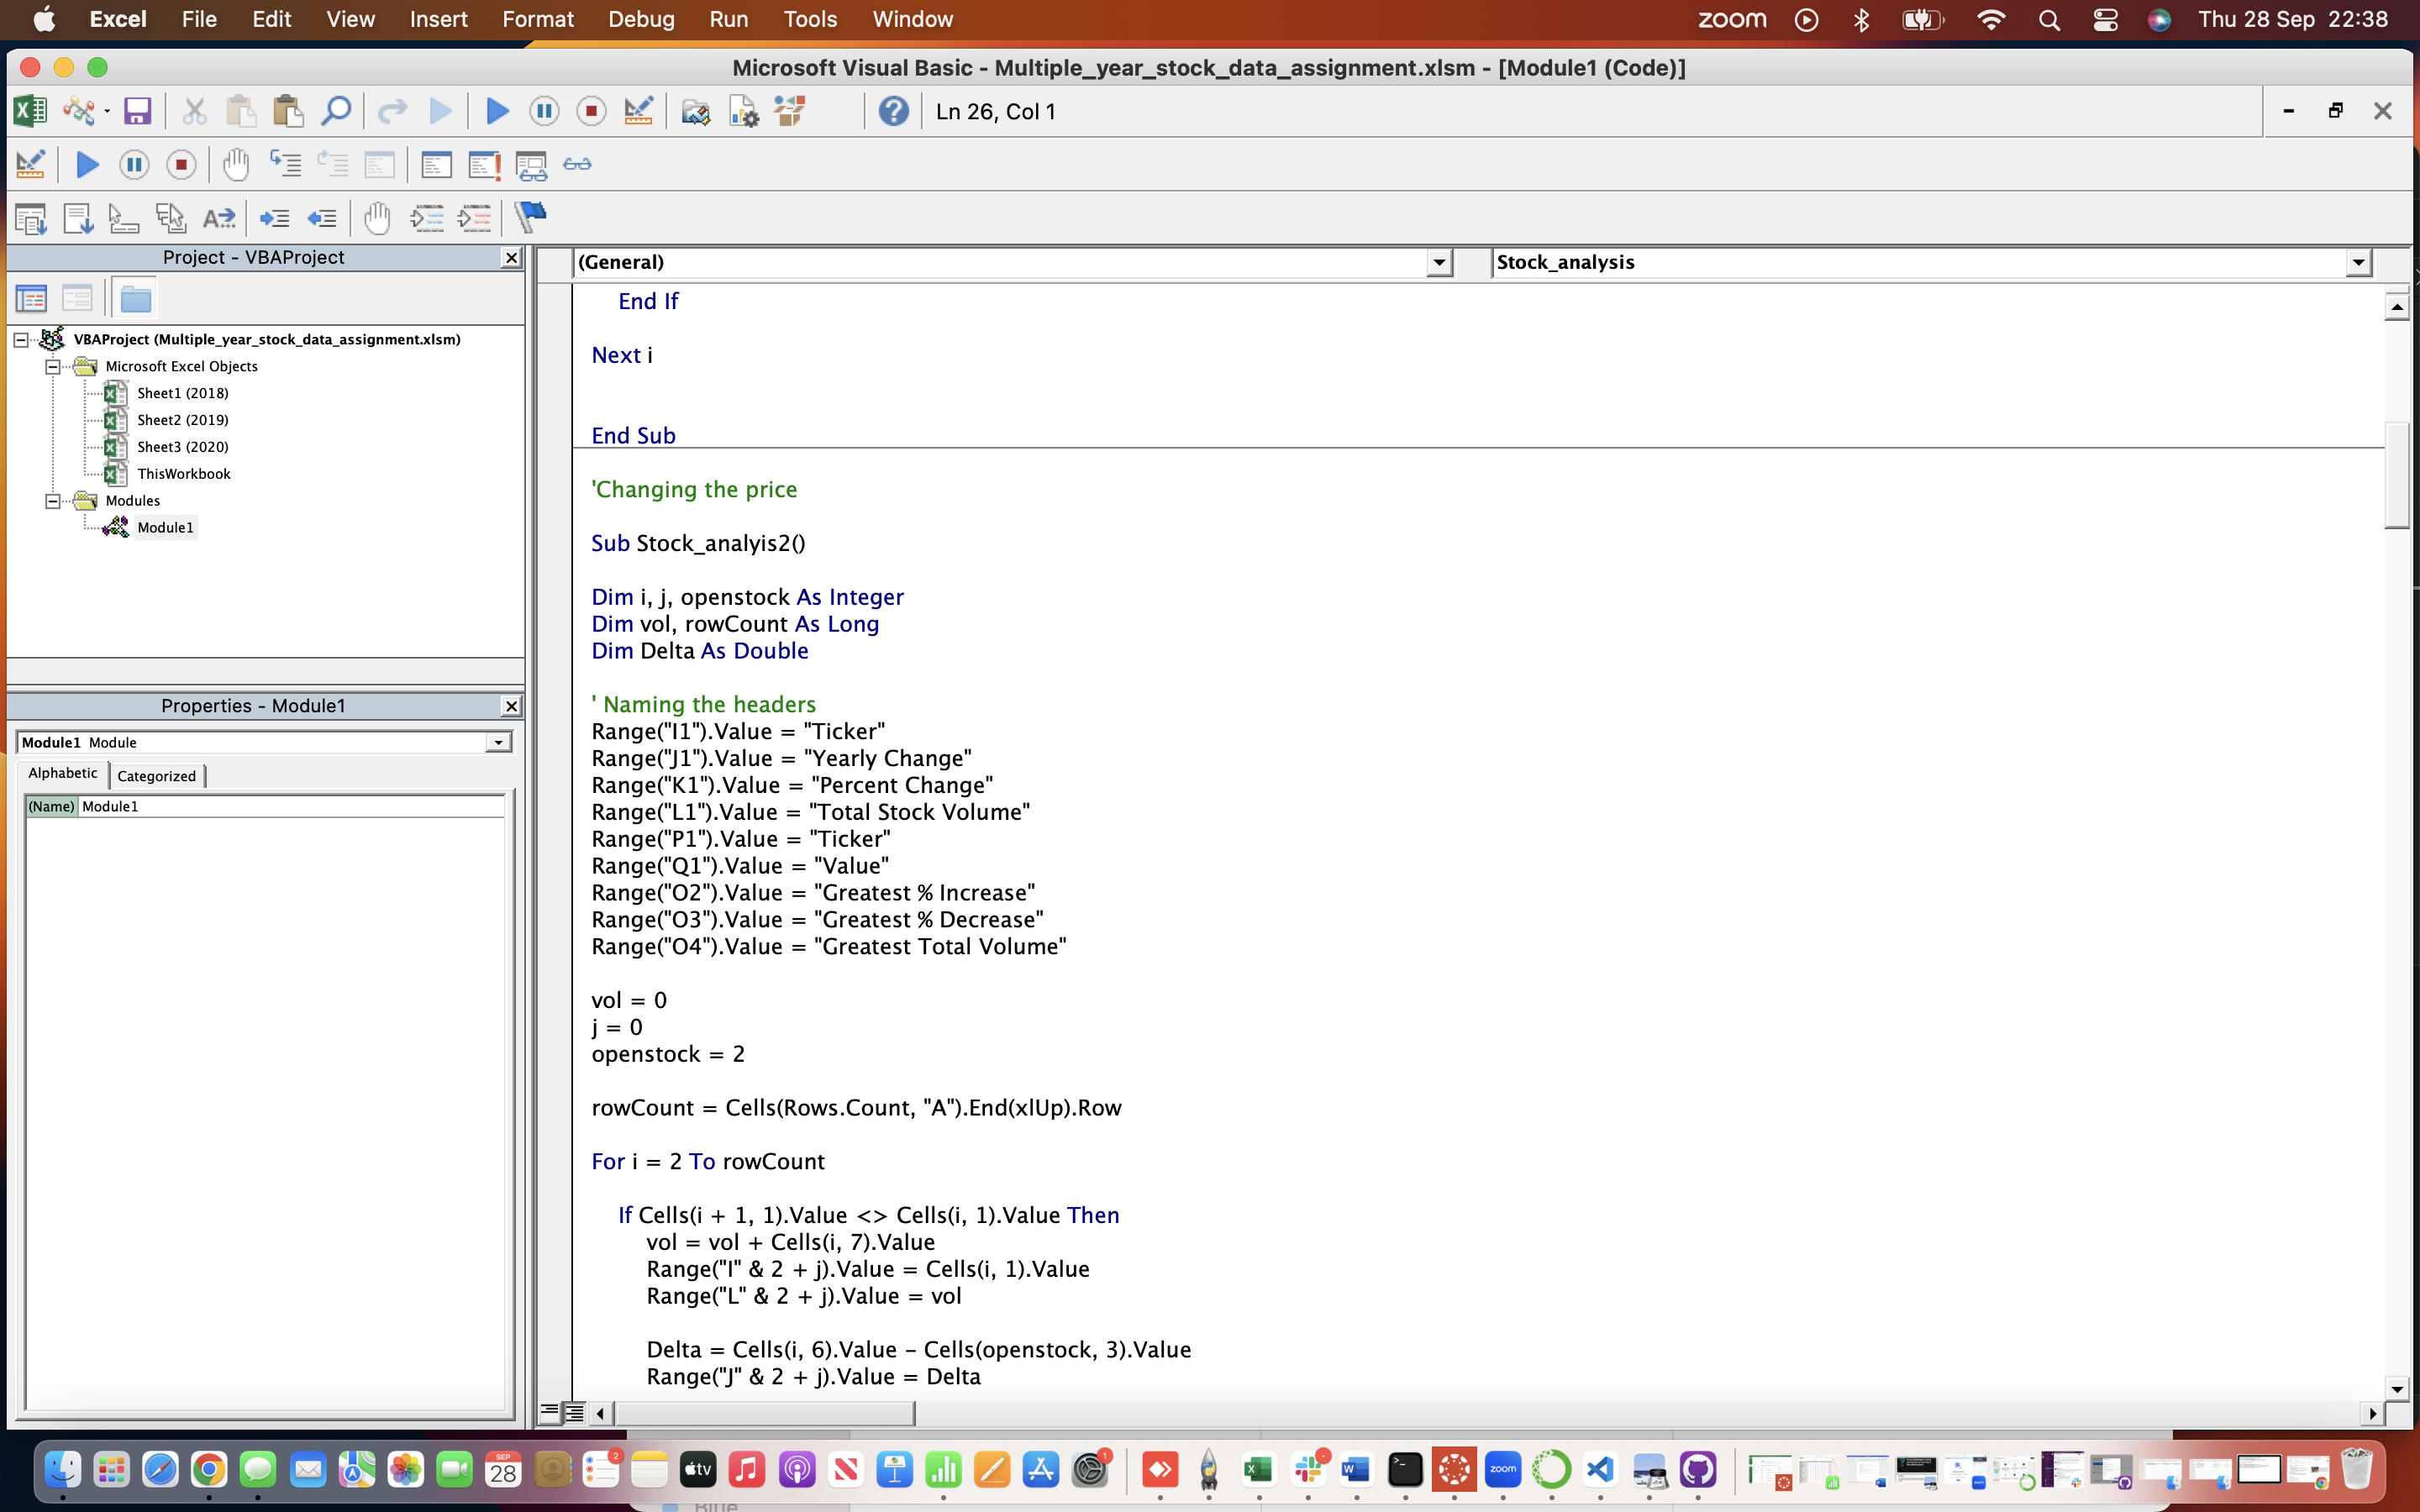 Excel File Edit View Insert Format Debug Run Tools Window zoom Thu 28 Sep 22:38
Microsoft Visual Basic - Multiple_year_stock_data_assignment.xlsm - [Module1 (Code)]
Ln 26, Col 1
Project - VBAProject
VBAProject (Multiple_year_stock_data_assignment.xlsm)
Microsoft Excel Objects
Sheet1 (2018)
Sheet2 (2019)
Sheet3 (2020)
ThisWorkbook
Modules
Module1
Properties - Module1
Module1 Module
Alphabetic Categorized
(Name) Module1
(General) Stock_analysis
End If
Next i
End Sub
'Changing the price
Sub Stock_analyis2()
Dim i, j, openstock As Integer
Dim vol, rowCount As Long
Dim Delta As Double
' Naming the headers
Range("I1").Value = "Ticker"
Range("J1").Value = "Yearly Change"
Range("K1").Value = "Percent Change"
Range("L1").Value = "Total Stock Volume"
Range("P1").Value = "Ticker"
Range("Q1").Value = "Value"
Range("O2").Value = "Greatest % Increase"
Range("O3").Value = "Greatest % Decrease"
Range("O4").Value = "Greatest Total Volume"
vol = 0
j = 0
openstock = 2
rowCount = Cells(Rows.Count, "A").End(xlUp).Row
For i = 2 To rowCount
If Cells(i + 1, 1).Value <> Cells(i, 1).Value Then
vol = vol + Cells(i, 7).Value
Range("I" & 2 + j).Value = Cells(i, 1).Value
Range("L" & 2 + j).Value = vol
Delta = Cells(i, 6).Value - Cells(openstock, 3).Value
Range("J" & 2 + j).Value = Delta
SEP
28
2
tv
1
zoom